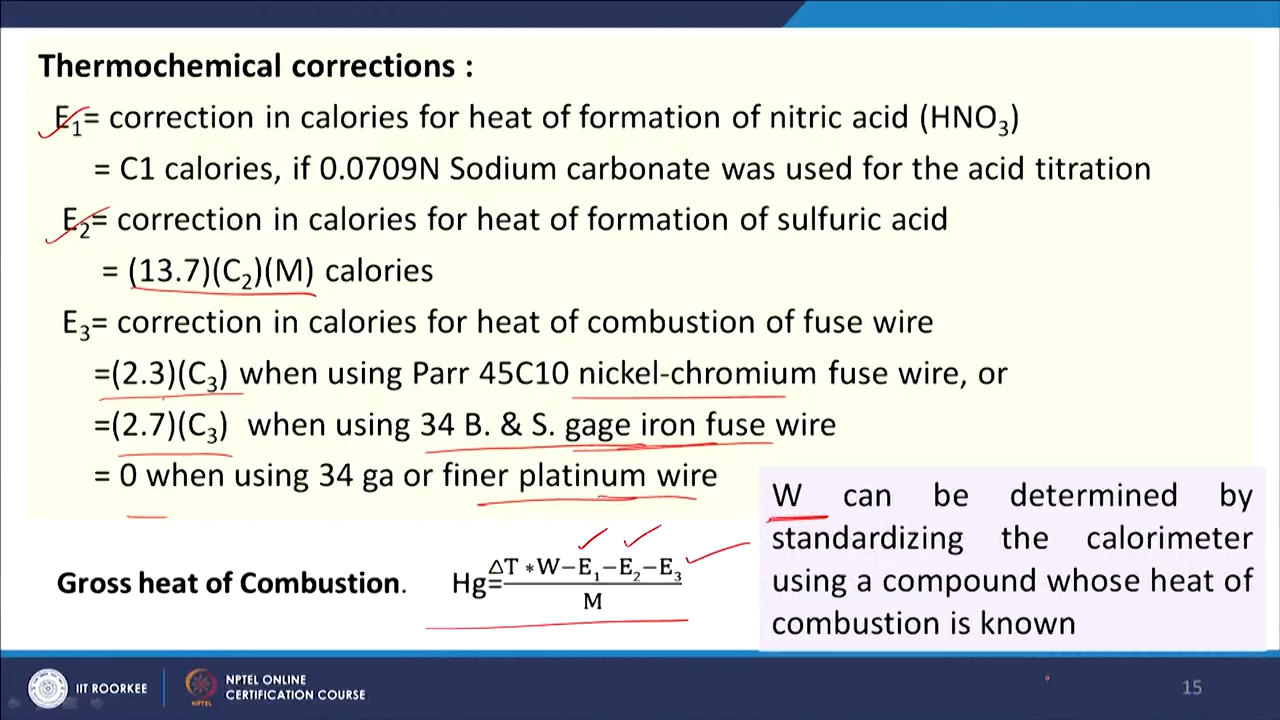 Thermochemical corrections :
E₁= correction in calories for heat of formation of nitric acid (HNO₃)
= C1 calories, if 0.0709N Sodium carbonate was used for the acid titration
E₂= correction in calories for heat of formation of sulfuric acid
= (13.7)(C₂)(M) calories
E₃= correction in calories for heat of combustion of fuse wire
=(2.3)(C₃) when using Parr 45C10 nickel-chromium fuse wire, or
=(2.7)(C₃) when using 34 B. & S. gage iron fuse wire
= 0 when using 34 ga or finer platinum wire
Gross heat of Combustion. Hg=
△T *W−E₁−E₂−E₃
M
W can be determined by
standardizing the calorimeter
using a compound whose heat of
combustion is known
IIT ROORKEE
NPTEL
NPTEL ONLINE
CERTIFICATION COURSE
15